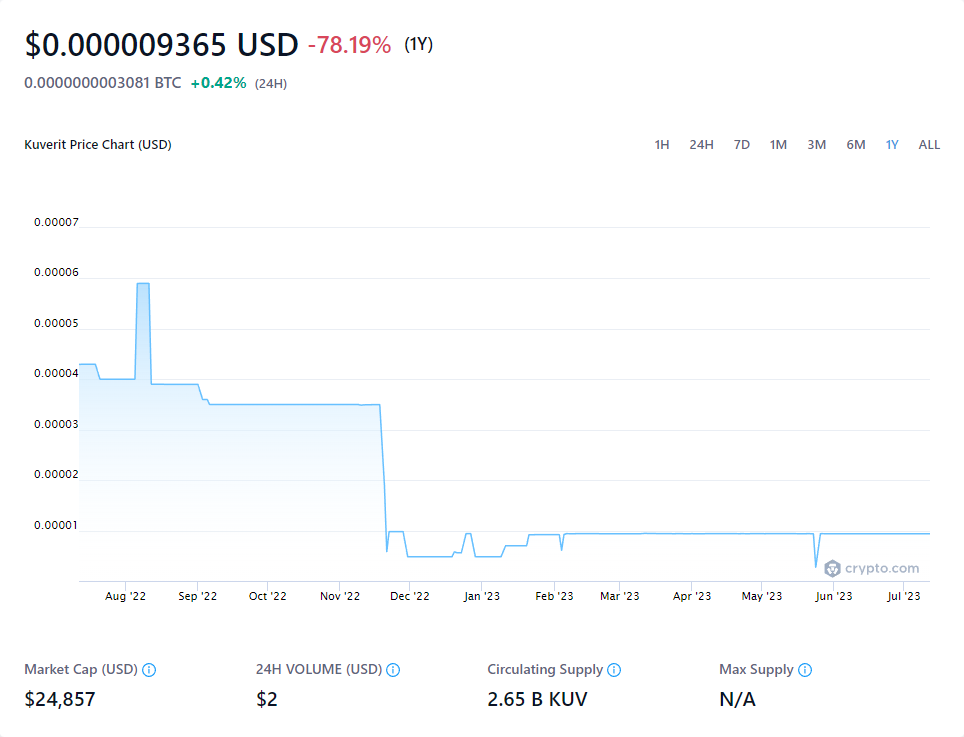 $0.000009365 USD -78.19% (1Y)
0.0000000003081 BTC +0.42% (24H)
Kuverit Price Chart (USD) 1H 24H 7D 1M 3M 6M 1Y ALL
0.00007
0.00006
0.00005
0.00004
0.00003
0.00002
0.00001
crypto.com
Aug '22 Sep '22 Oct '22 Nov '22 Dec '22 Jan '23 Feb '23 Mar '23 Apr '23 May '23 Jun '23 Jul '23
Market Cap (USD) 24H VOLUME (USD) Circulating Supply Max Supply
$24,857 $2 2.65 B KUV N/A